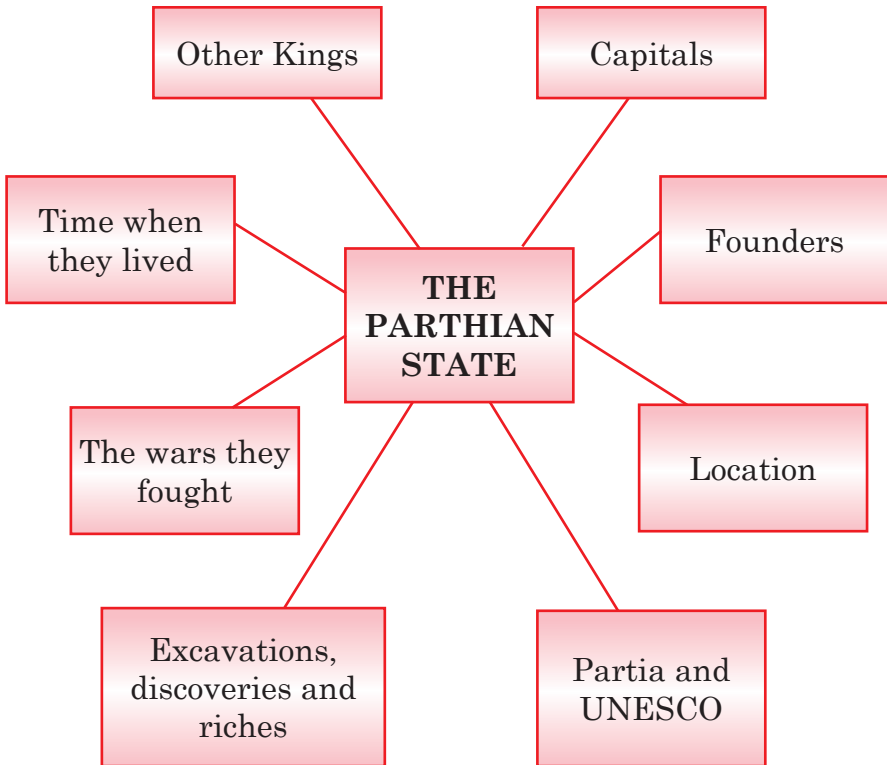 Other Kings
Capitals
Time when
they lived
Founders
THE
PARTHIAN
STATE
The wars they
fought
Location
Excavations,
discoveries and
riches
Partia and
UNESCO